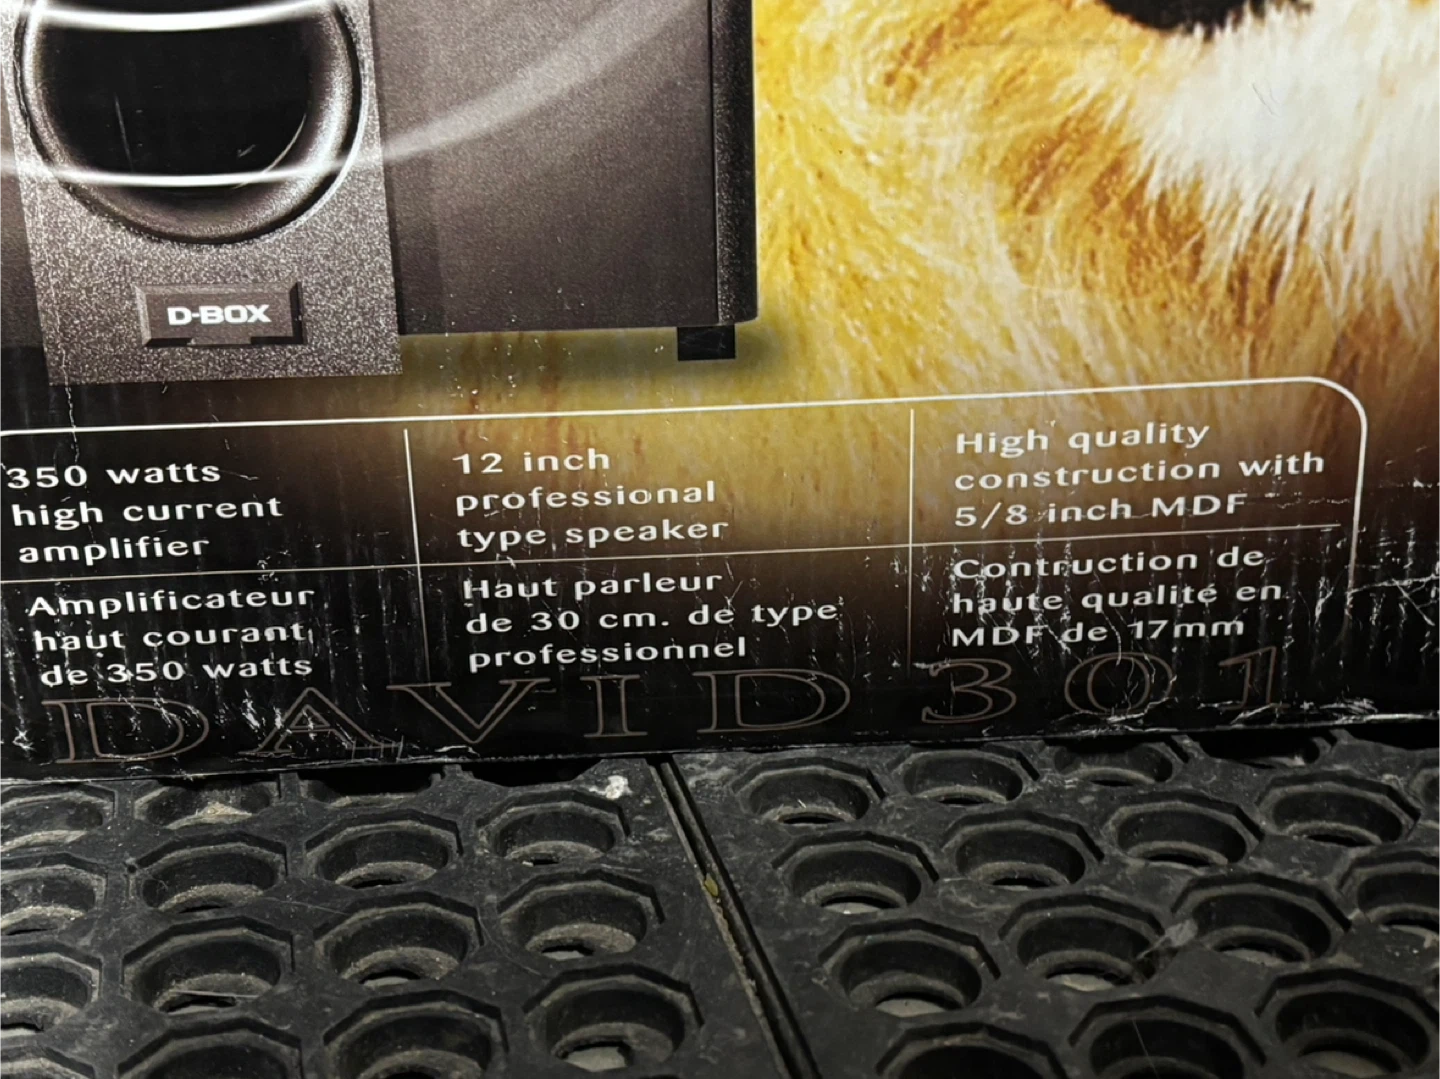 D-BOX
350 watts
high current
amplifier
12 inch
professional
type speaker
High quality
construction with
5/8 inch MDF
Amplificateur
haut courant
de 350 watts
Haut parleur
de 30 cm. de type
professionnel
Contruction de
haute qualité en
MDF de 17mm
DAVID 301